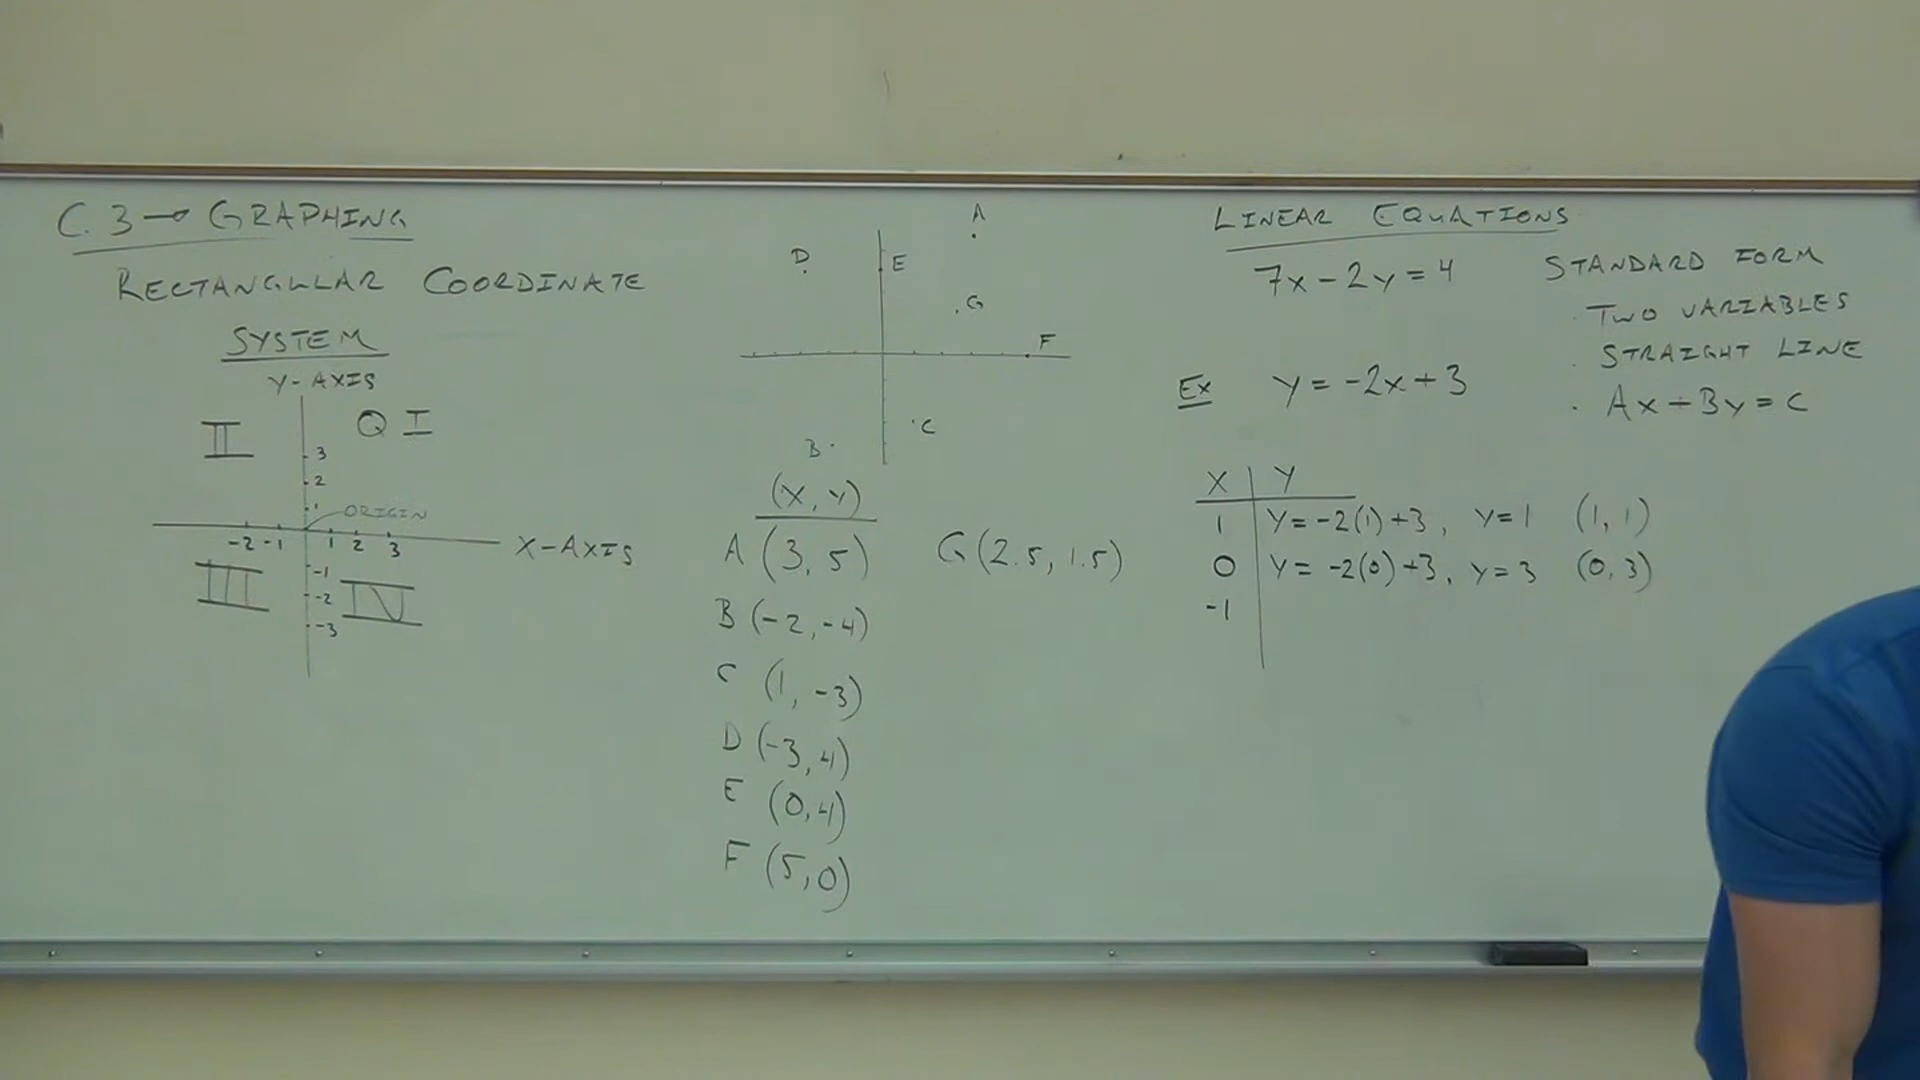 C.3 → GRAPHING
RECTANGULAR COORDINATE
SYSTEM
Y-AXIS
II
Q I
3
2
1
ORIGIN
-2 -1 1 2 3
X-AXIS
-1
-2
-3
III
IV
A
D
E
G
F
C
B
(X, Y)
A (3, 5)
G (2.5, 1.5)
B (-2, -4)
C (1, -3)
D (-3, 4)
E (0, 4)
F (5, 0)
LINEAR EQUATIONS
7x - 2y = 4
STANDARD FORM
· TWO VARIABLES
· STRAIGHT LINE
· Ax + By = C
Ex y = -2x + 3
X | Y
1 | Y = -2(1) + 3, Y = 1 (1, 1)
0 | Y = -2(0) + 3, Y = 3 (0, 3)
-1